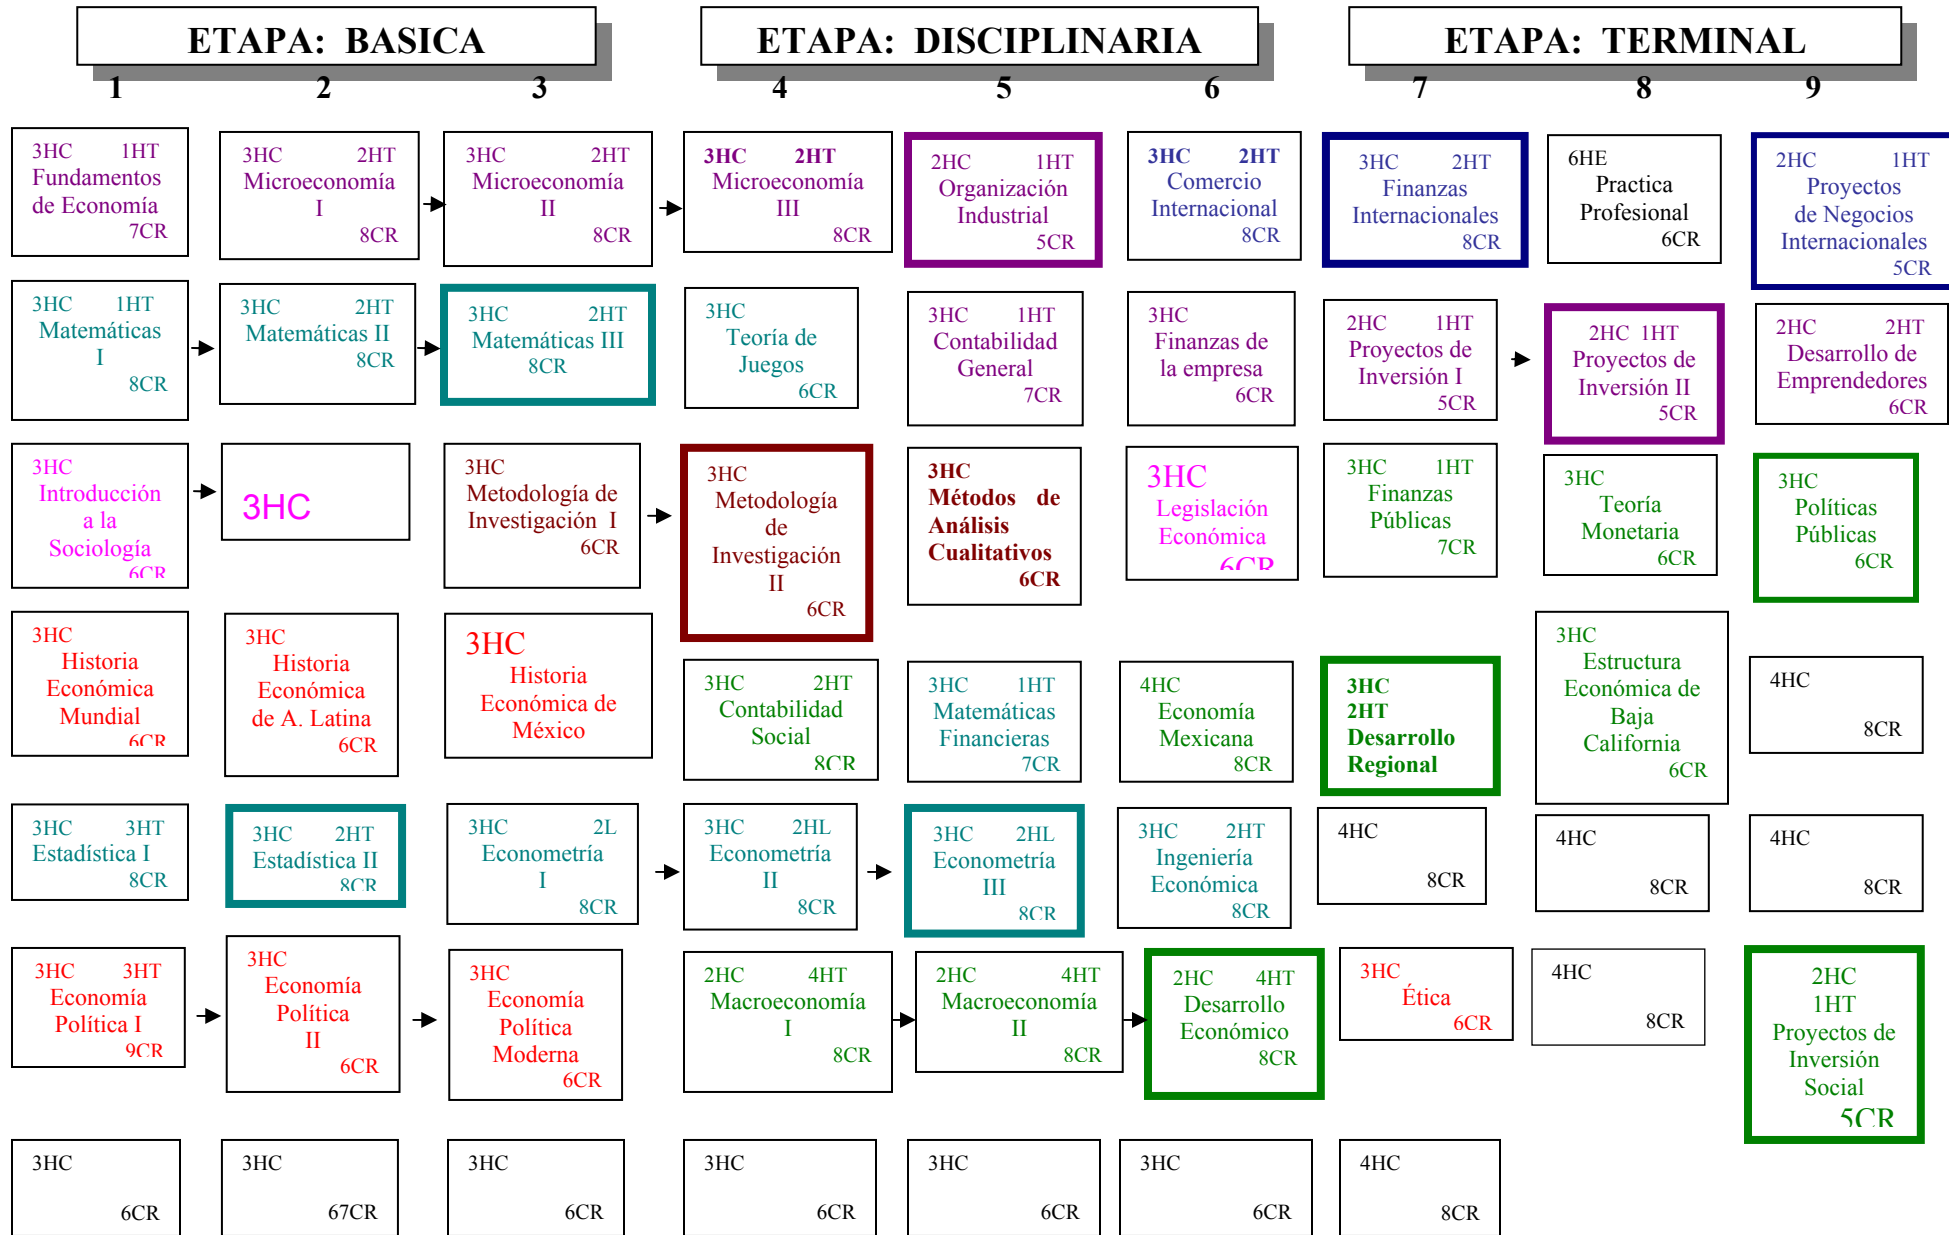 ETAPA: BASICA
ETAPA: DISCIPLINARIA
ETAPA: TERMINAL
1 2 3 4 5 6 7 8 9
3HC 1HT
Fundamentos
de Economía
7CR
3HC 2HT
Microeconomía
I
8CR
3HC 2HT
Microeconomía
II
8CR
3HC 2HT
Microeconomía
III
8CR
2HC 1HT
Organización
Industrial
5CR
3HC 2HT
Comercio
Internacional
8CR
3HC 2HT
Finanzas
Internacionales
8CR
6HE
Practica
Profesional
6CR
2HC 1HT
Proyectos
de Negocios
Internacionales
5CR
3HC 1HT
Matemáticas
I
8CR
3HC 2HT
Matemáticas II
8CR
3HC 2HT
Matemáticas III
8CR
3HC
Teoría de
Juegos
6CR
3HC 1HT
Contabilidad
General
7CR
3HC
Finanzas de
la empresa
6CR
2HC 1HT
Proyectos de
Inversión I
5CR
2HC 1HT
Proyectos de
Inversión II
5CR
2HC 2HT
Desarrollo de
Emprendedores
6CR
3HC
Introducción
a la
Sociología
6CR
3HC
3HC
Metodología de
Investigación I
6CR
3HC
Metodología
de
Investigación
II
6CR
3HC
Métodos de
Análisis
Cualitativos
6CR
3HC
Legislación
Económica
6CR
3HC 1HT
Finanzas
Públicas
7CR
3HC
Teoría
Monetaria
6CR
3HC
Políticas
Públicas
6CR
3HC
Historia
Económica
Mundial
6CR
3HC
Historia
Económica
de A. Latina
6CR
3HC
Historia
Económica de
México
3HC 2HT
Contabilidad
Social
8CR
3HC 1HT
Matemáticas
Financieras
7CR
4HC
Economía
Mexicana
8CR
3HC
2HT
Desarrollo
Regional
3HC
Estructura
Económica de
Baja
California
6CR
4HC
8CR
3HC 3HT
Estadística I
8CR
3HC 2HT
Estadística II
8CR
3HC 2L
Econometría
I
8CR
3HC 2HL
Econometría
II
8CR
3HC 2HL
Econometría
III
8CR
3HC 2HT
Ingeniería
Económica
8CR
4HC
8CR
4HC
8CR
4HC
8CR
3HC 3HT
Economía
Política I
9CR
3HC
Economía
Política
II
6CR
3HC
Economía
Política
Moderna
6CR
2HC 4HT
Macroeconomía
I
8CR
2HC 4HT
Macroeconomía
II
8CR
2HC 4HT
Desarrollo
Económico
8CR
3HC
Ética
6CR
4HC
8CR
2HC
1HT
Proyectos de
Inversión
Social
5CR
3HC
6CR
3HC
67CR
3HC
6CR
3HC
6CR
3HC
6CR
3HC
6CR
4HC
8CR